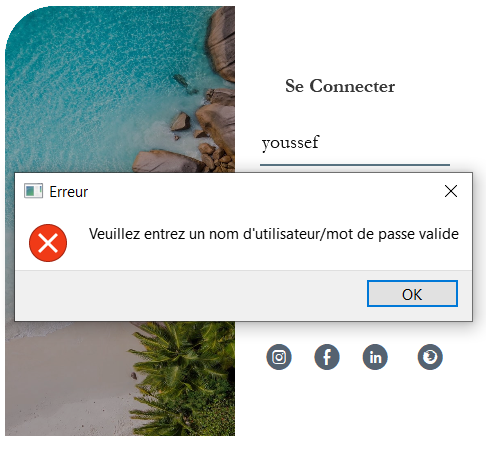 Se Connecter
youssef
Erreur
Veuillez entrez un nom d'utilisateur/mot de passe valide
OK